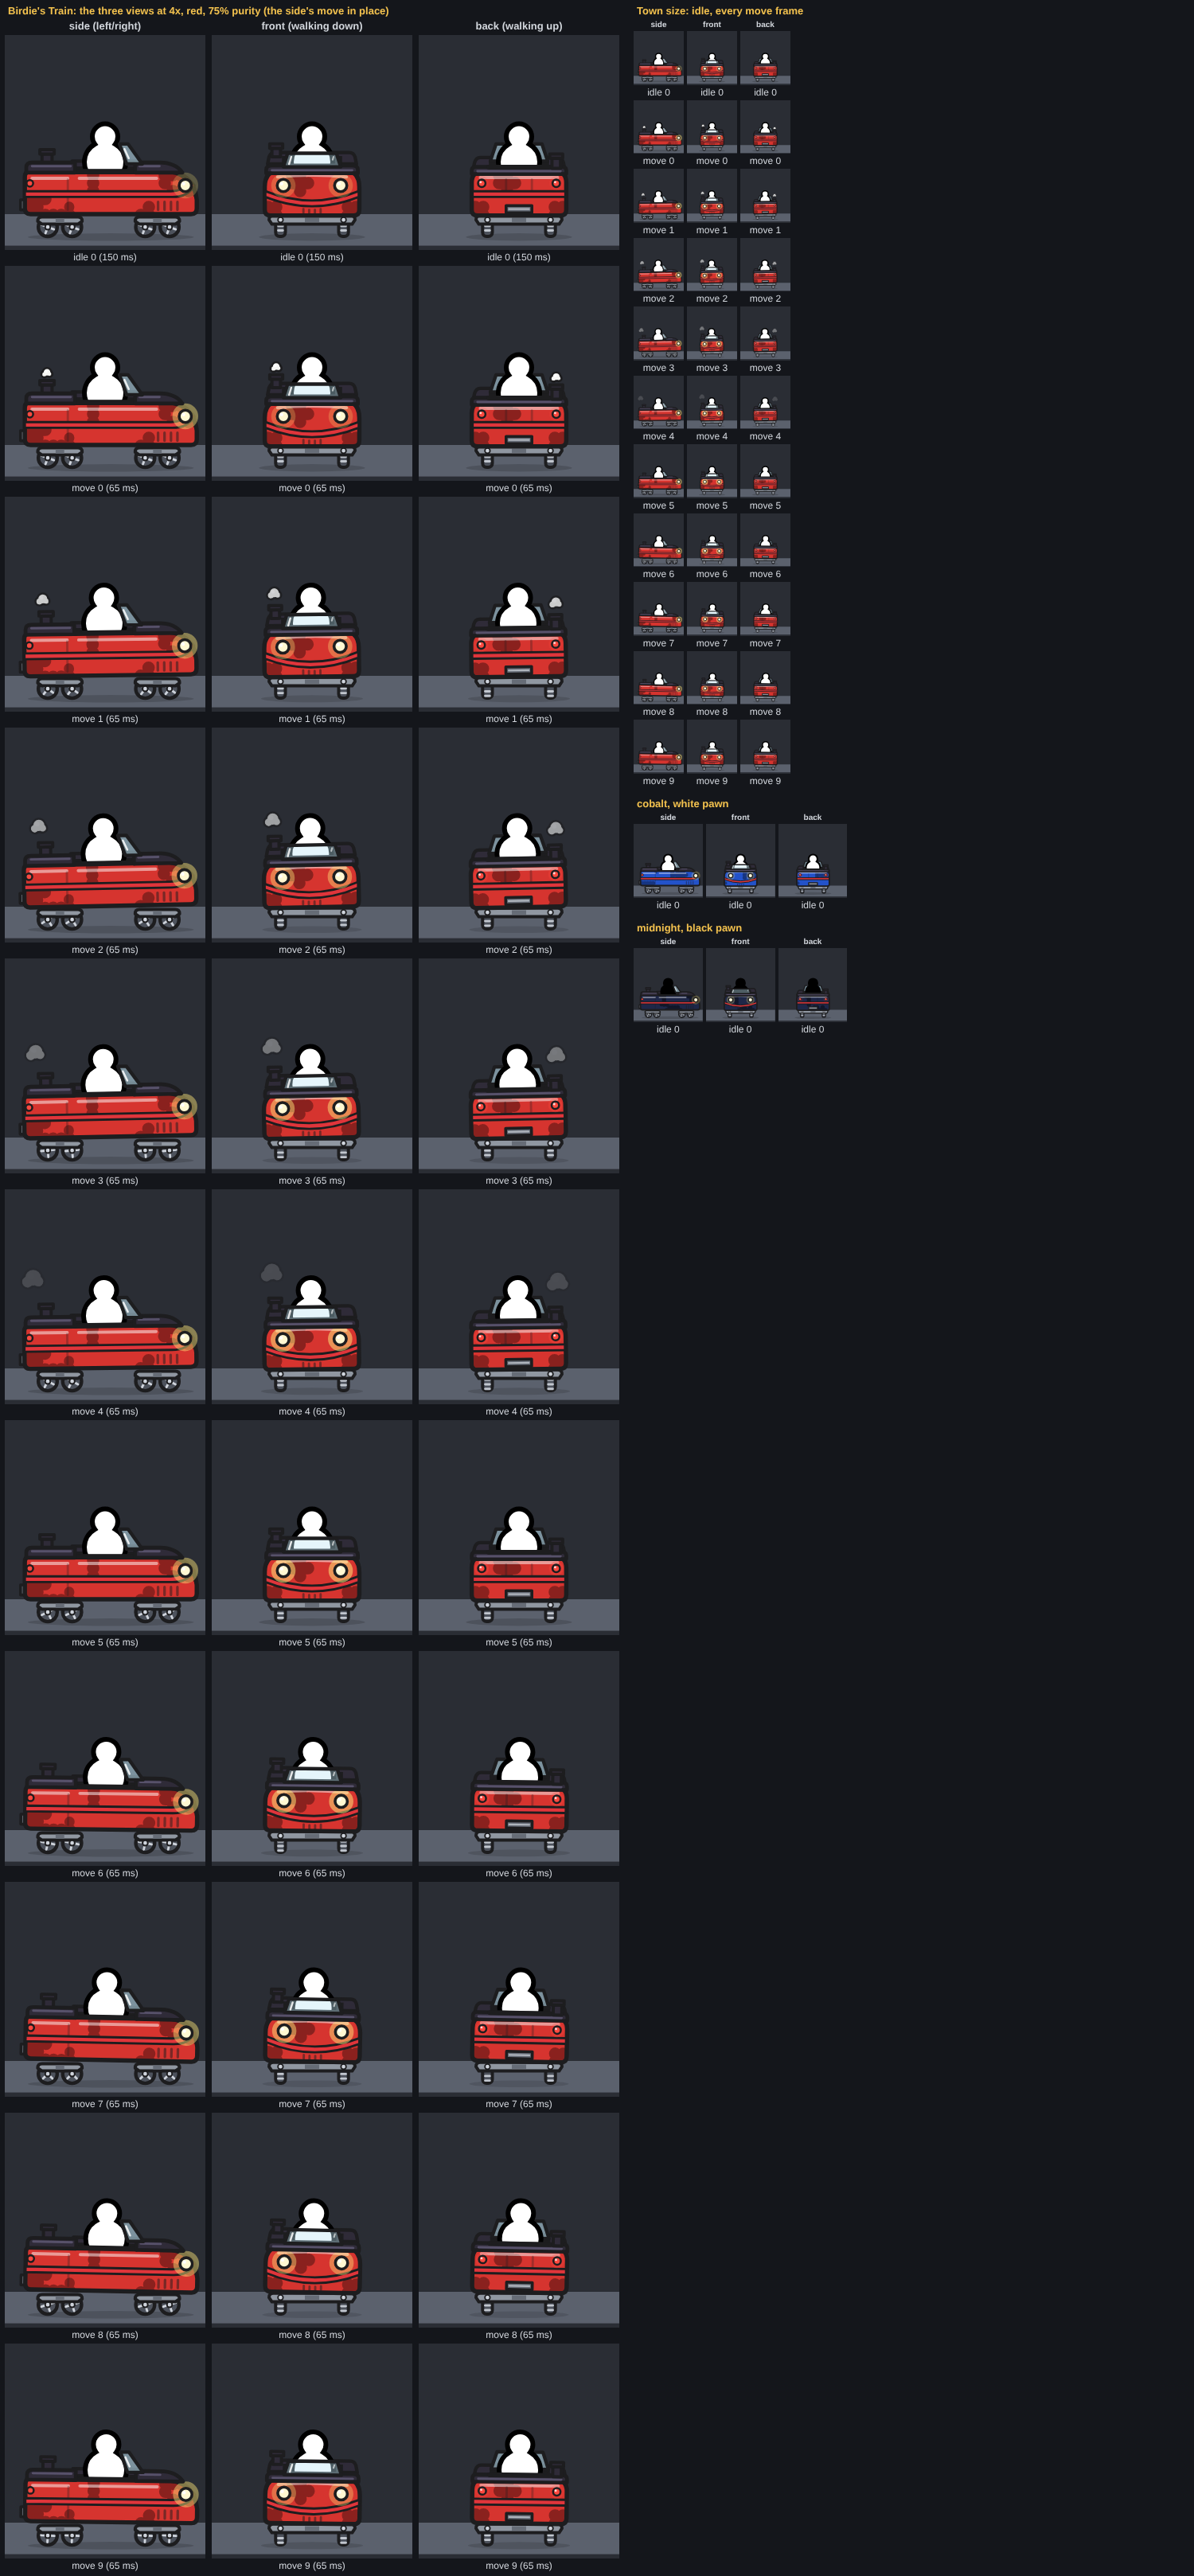 Birdie's Train: the three views at 4x, red, 75% purity (the side's move in place)
side (left/right) front (walking down) back (walking up)
idle 0 (150 ms) idle 0 (150 ms) idle 0 (150 ms)
move 0 (65 ms) move 0 (65 ms) move 0 (65 ms)
move 1 (65 ms) move 1 (65 ms) move 1 (65 ms)
move 2 (65 ms) move 2 (65 ms) move 2 (65 ms)
move 3 (65 ms) move 3 (65 ms) move 3 (65 ms)
move 4 (65 ms) move 4 (65 ms) move 4 (65 ms)
move 5 (65 ms) move 5 (65 ms) move 5 (65 ms)
move 6 (65 ms) move 6 (65 ms) move 6 (65 ms)
move 7 (65 ms) move 7 (65 ms) move 7 (65 ms)
move 8 (65 ms) move 8 (65 ms) move 8 (65 ms)
move 9 (65 ms) move 9 (65 ms) move 9 (65 ms)
Town size: idle, every move frame
side front back
idle 0 idle 0 idle 0
move 0 move 0 move 0
move 1 move 1 move 1
move 2 move 2 move 2
move 3 move 3 move 3
move 4 move 4 move 4
move 5 move 5 move 5
move 6 move 6 move 6
move 7 move 7 move 7
move 8 move 8 move 8
move 9 move 9 move 9
cobalt, white pawn
side front back
idle 0 idle 0 idle 0
midnight, black pawn
side front back
idle 0 idle 0 idle 0